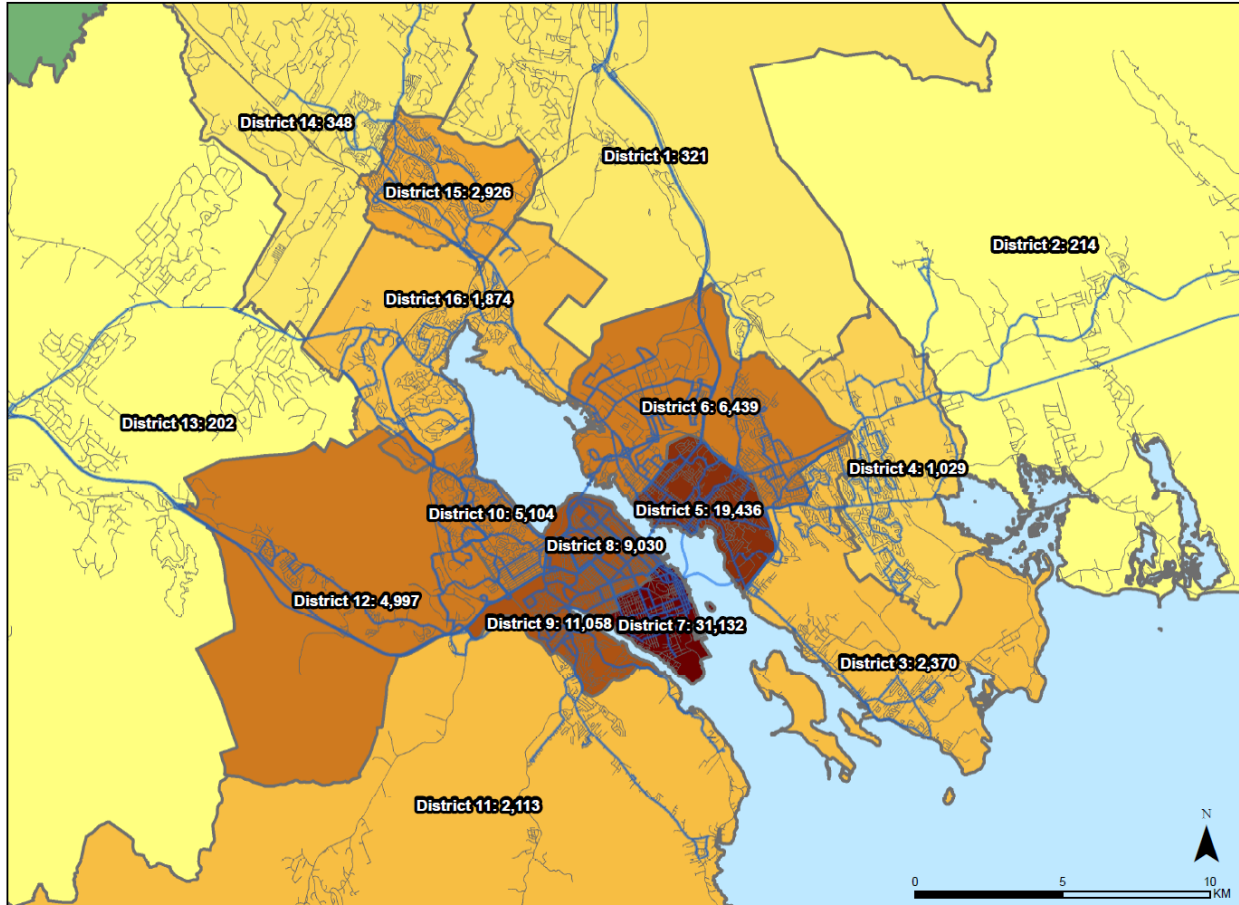 District 14: 348
District 1: 321
District 15: 2,926
District 2: 214
District 16: 1,874
District 6: 6,439
District 13: 202
District 4: 1,029
District 10: 5,104
District 5: 19,436
District 8: 9,030
District 12: 4,997
District 9: 11,058
District 7: 31,132
District 3: 2,370
District 11: 2,113
N
0 5 10
KM